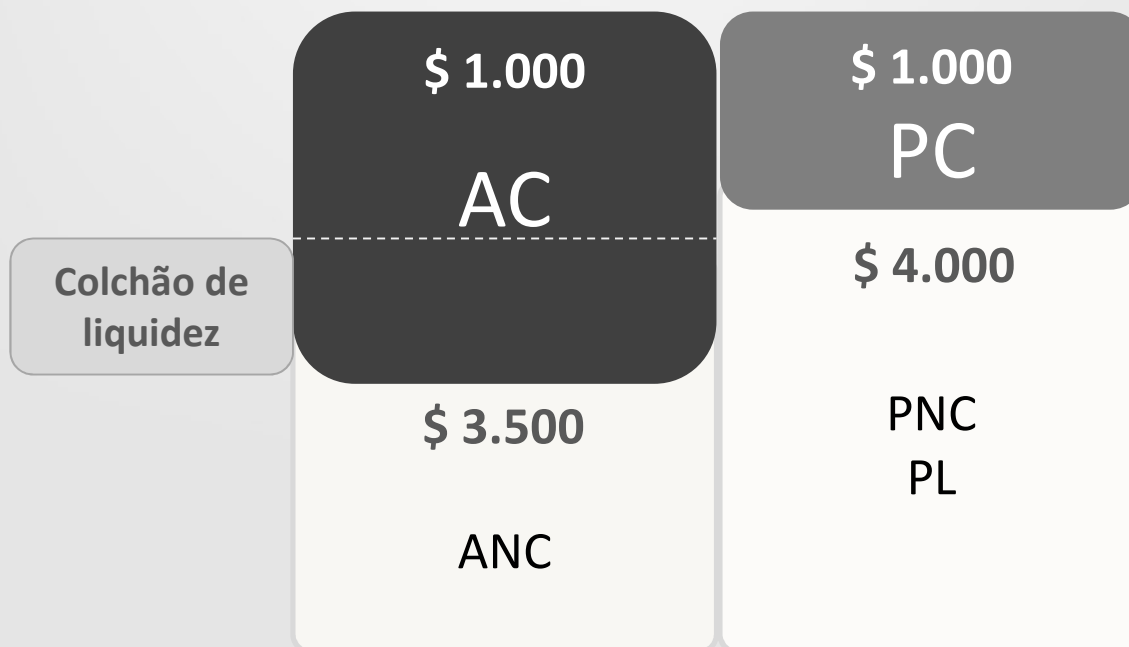 $ 1.000
AC
Colchão de
liquidez
$ 3.500
ANC
$ 1.000
PC
$ 4.000
PNC
PL